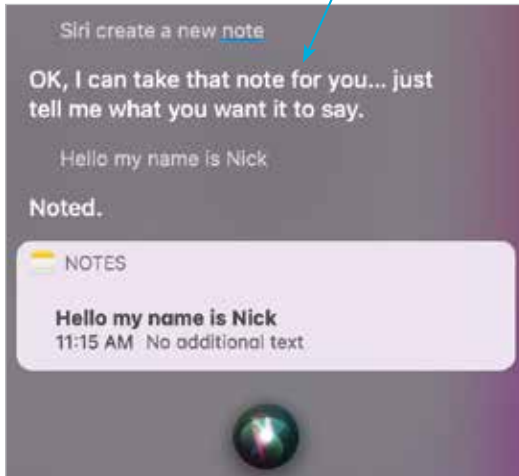 Siri create a new note
OK, I can take that note for you... just
tell me what you want it to say.
Hello my name is Nick
Noted.
NOTES
Hello my name is Nick
11:15 AM No additional text